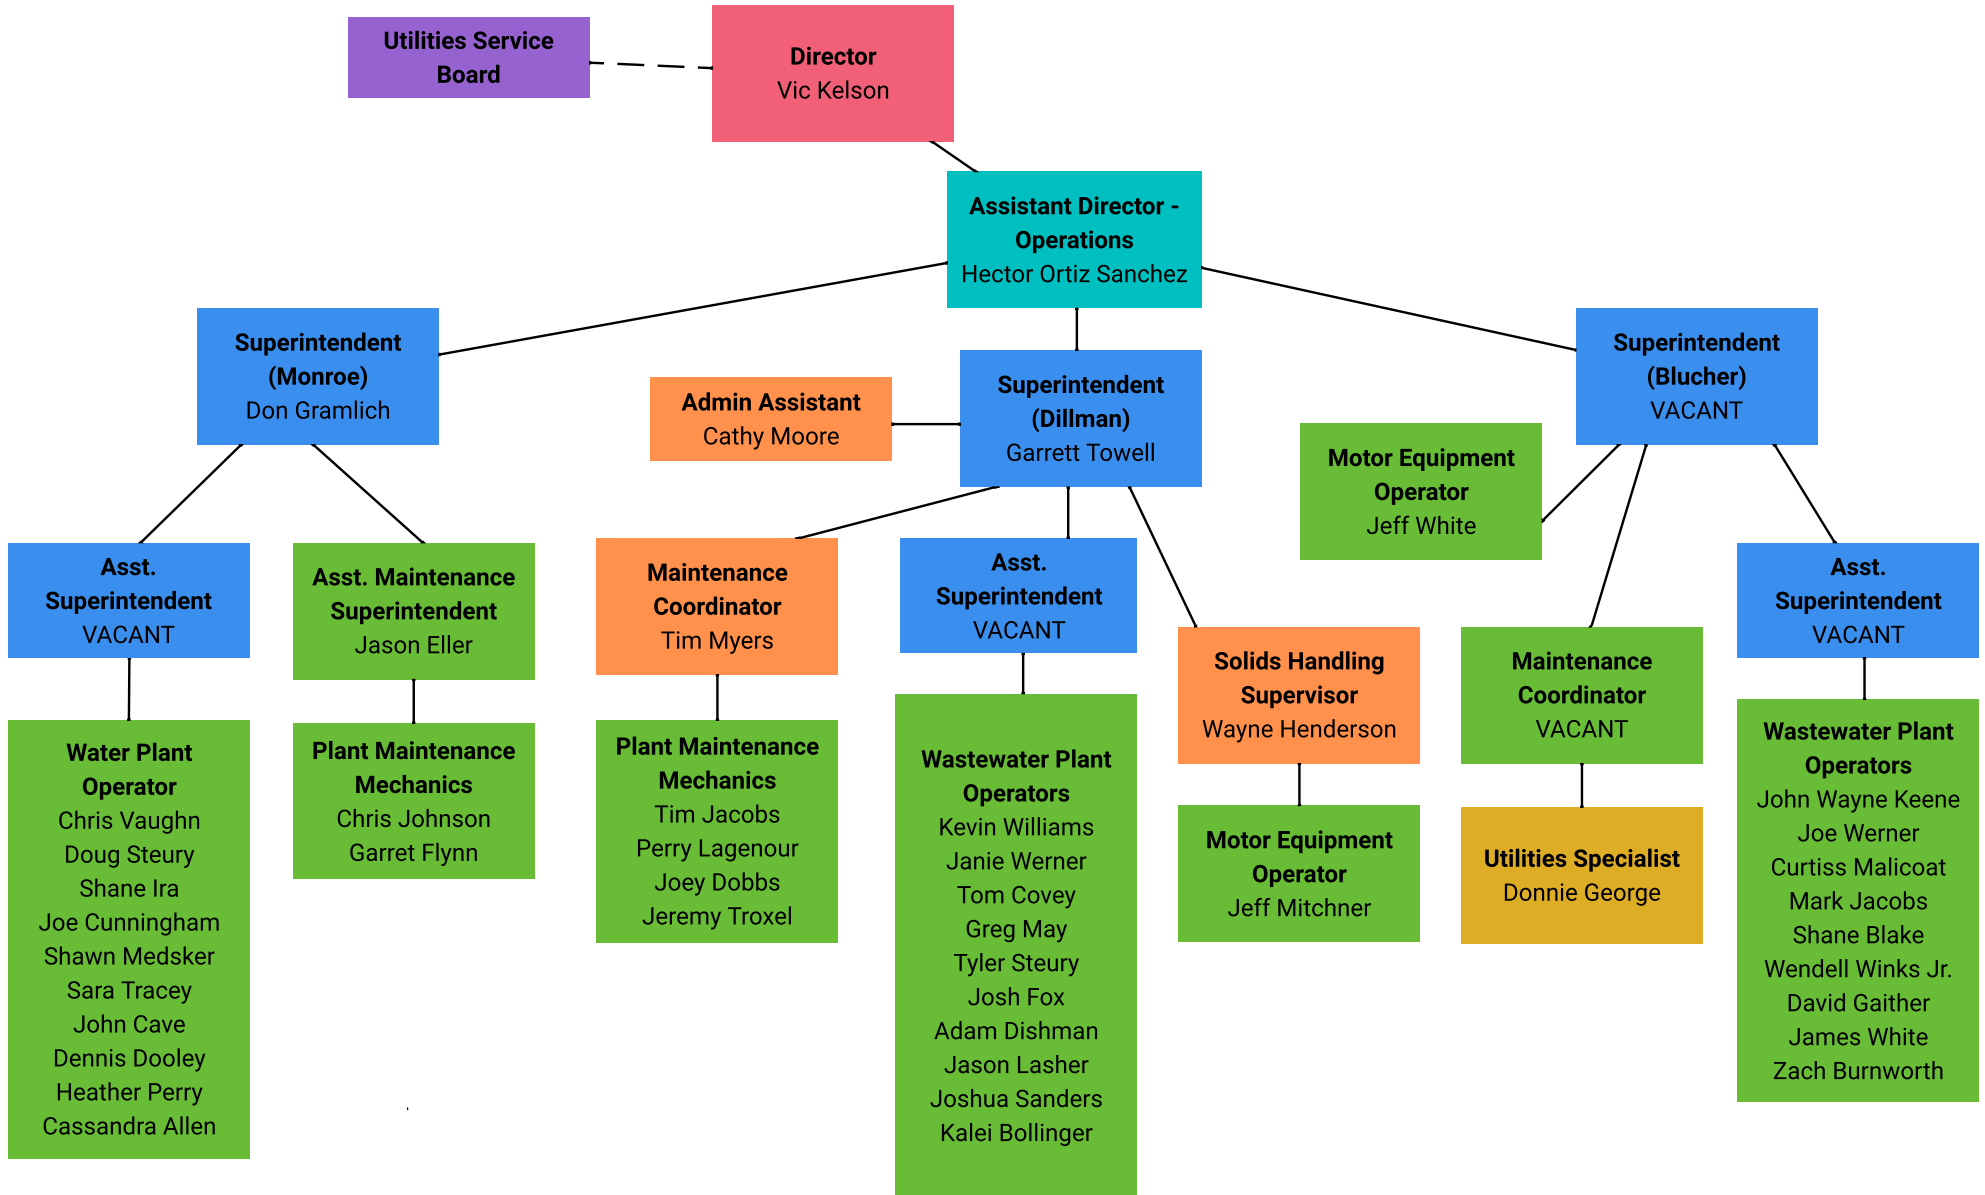 Utilities Service
Board
Director
Vic Kelson
Assistant Director -
Operations
Hector Ortiz Sanchez
Superintendent
(Monroe)
Don Gramlich
Admin Assistant
Cathy Moore
Superintendent
(Dillman)
Garrett Towell
Superintendent
(Blucher)
VACANT
Motor Equipment
Operator
Jeff White
Asst.
Superintendent
VACANT
Asst. Maintenance
Superintendent
Jason Eller
Maintenance
Coordinator
Tim Myers
Asst.
Superintendent
VACANT
Solids Handling
Supervisor
Wayne Henderson
Maintenance
Coordinator
VACANT
Asst.
Superintendent
VACANT
Water Plant
Operator
Chris Vaughn
Doug Steury
Shane Ira
Joe Cunningham
Shawn Medsker
Sara Tracey
John Cave
Dennis Dooley
Heather Perry
Cassandra Allen
Plant Maintenance
Mechanics
Chris Johnson
Garret Flynn
Plant Maintenance
Mechanics
Tim Jacobs
Perry Lagenour
Joey Dobbs
Jeremy Troxel
Wastewater Plant
Operators
Kevin Williams
Janie Werner
Tom Covey
Greg May
Tyler Steury
Josh Fox
Adam Dishman
Jason Lasher
Joshua Sanders
Kalei Bollinger
Motor Equipment
Operator
Jeff Mitchner
Utilities Specialist
Donnie George
Wastewater Plant
Operators
John Wayne Keene
Joe Werner
Curtiss Malicoat
Mark Jacobs
Shane Blake
Wendell Winks Jr.
David Gaither
James White
Zach Burnworth